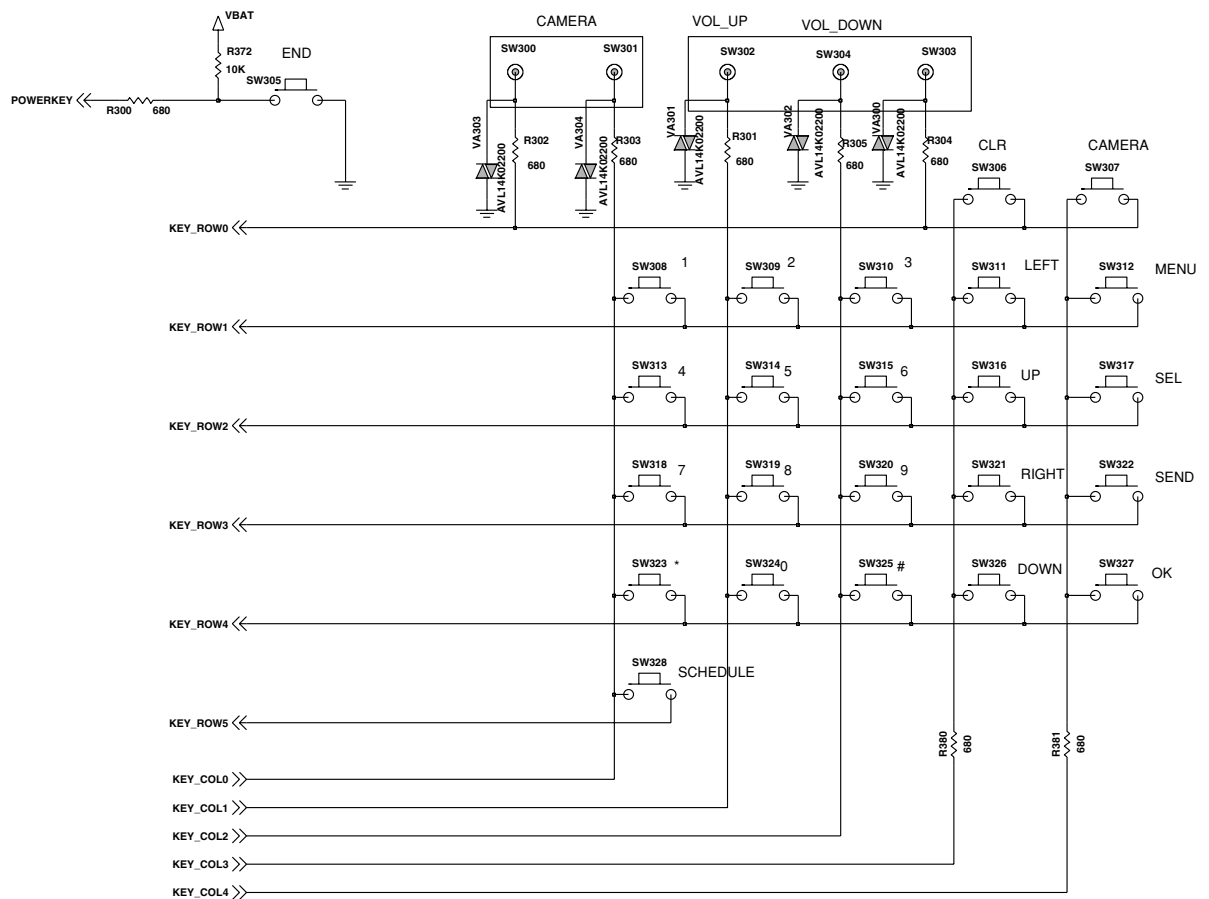 VBAT
CAMERA
VOL_UP
VOL_DOWN
R372
10K
END
SW300
SW301
SW302
SW304
SW303
SW305
POWERKEY
R300
680
VA303
AVL14K02200
R302
680
VA304
AVL14K02200
R303
680
VA301
AVL14K02200
R301
680
VA302
AVL14K02200
R305
680
VA300
AVL14K02200
R304
680
CLR
SW306
CAMERA
SW307
KEY_ROW0
SW308
1
SW309
2
SW310
3
SW311
LEFT
SW312
MENU
KEY_ROW1
SW313
4
SW314
5
SW315
6
SW316
UP
SW317
SEL
KEY_ROW2
SW318
7
SW319
8
SW320
9
SW321
RIGHT
SW322
SEND
KEY_ROW3
SW323
*
SW324
0
SW325
#
SW326
DOWN
SW327
OK
KEY_ROW4
SW328
SCHEDULE
KEY_ROW5
R380
680
R381
680
KEY_COL0
KEY_COL1
KEY_COL2
KEY_COL3
KEY_COL4